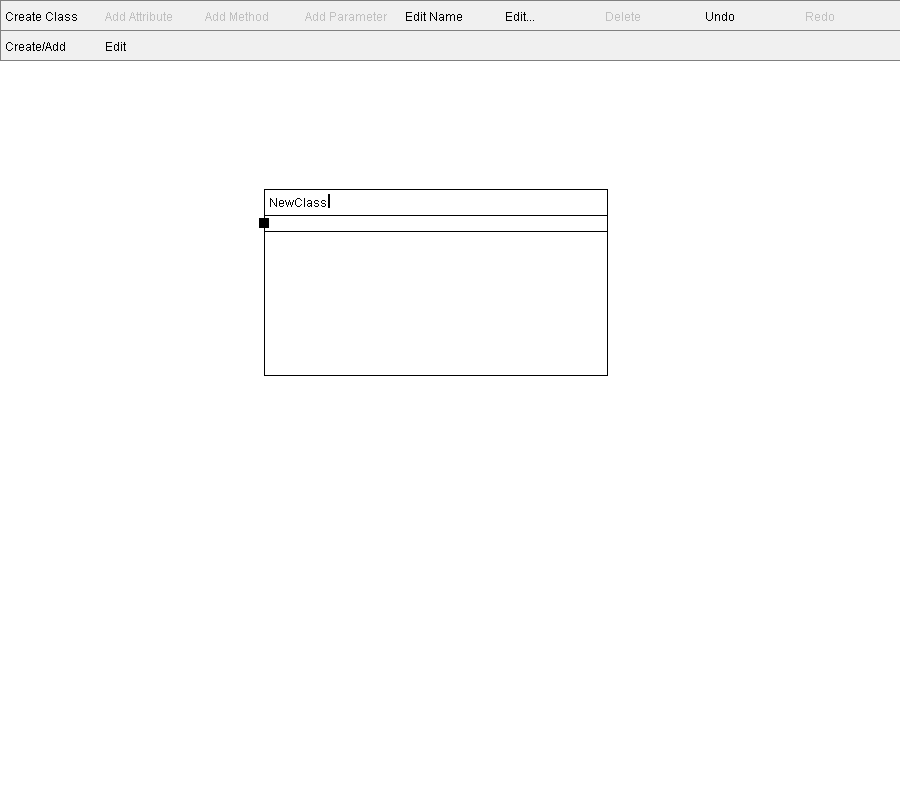 Create Class Add Attribute Add Method Add Parameter Edit Name Edit... Delete Undo Redo
Create/Add Edit
NewClass